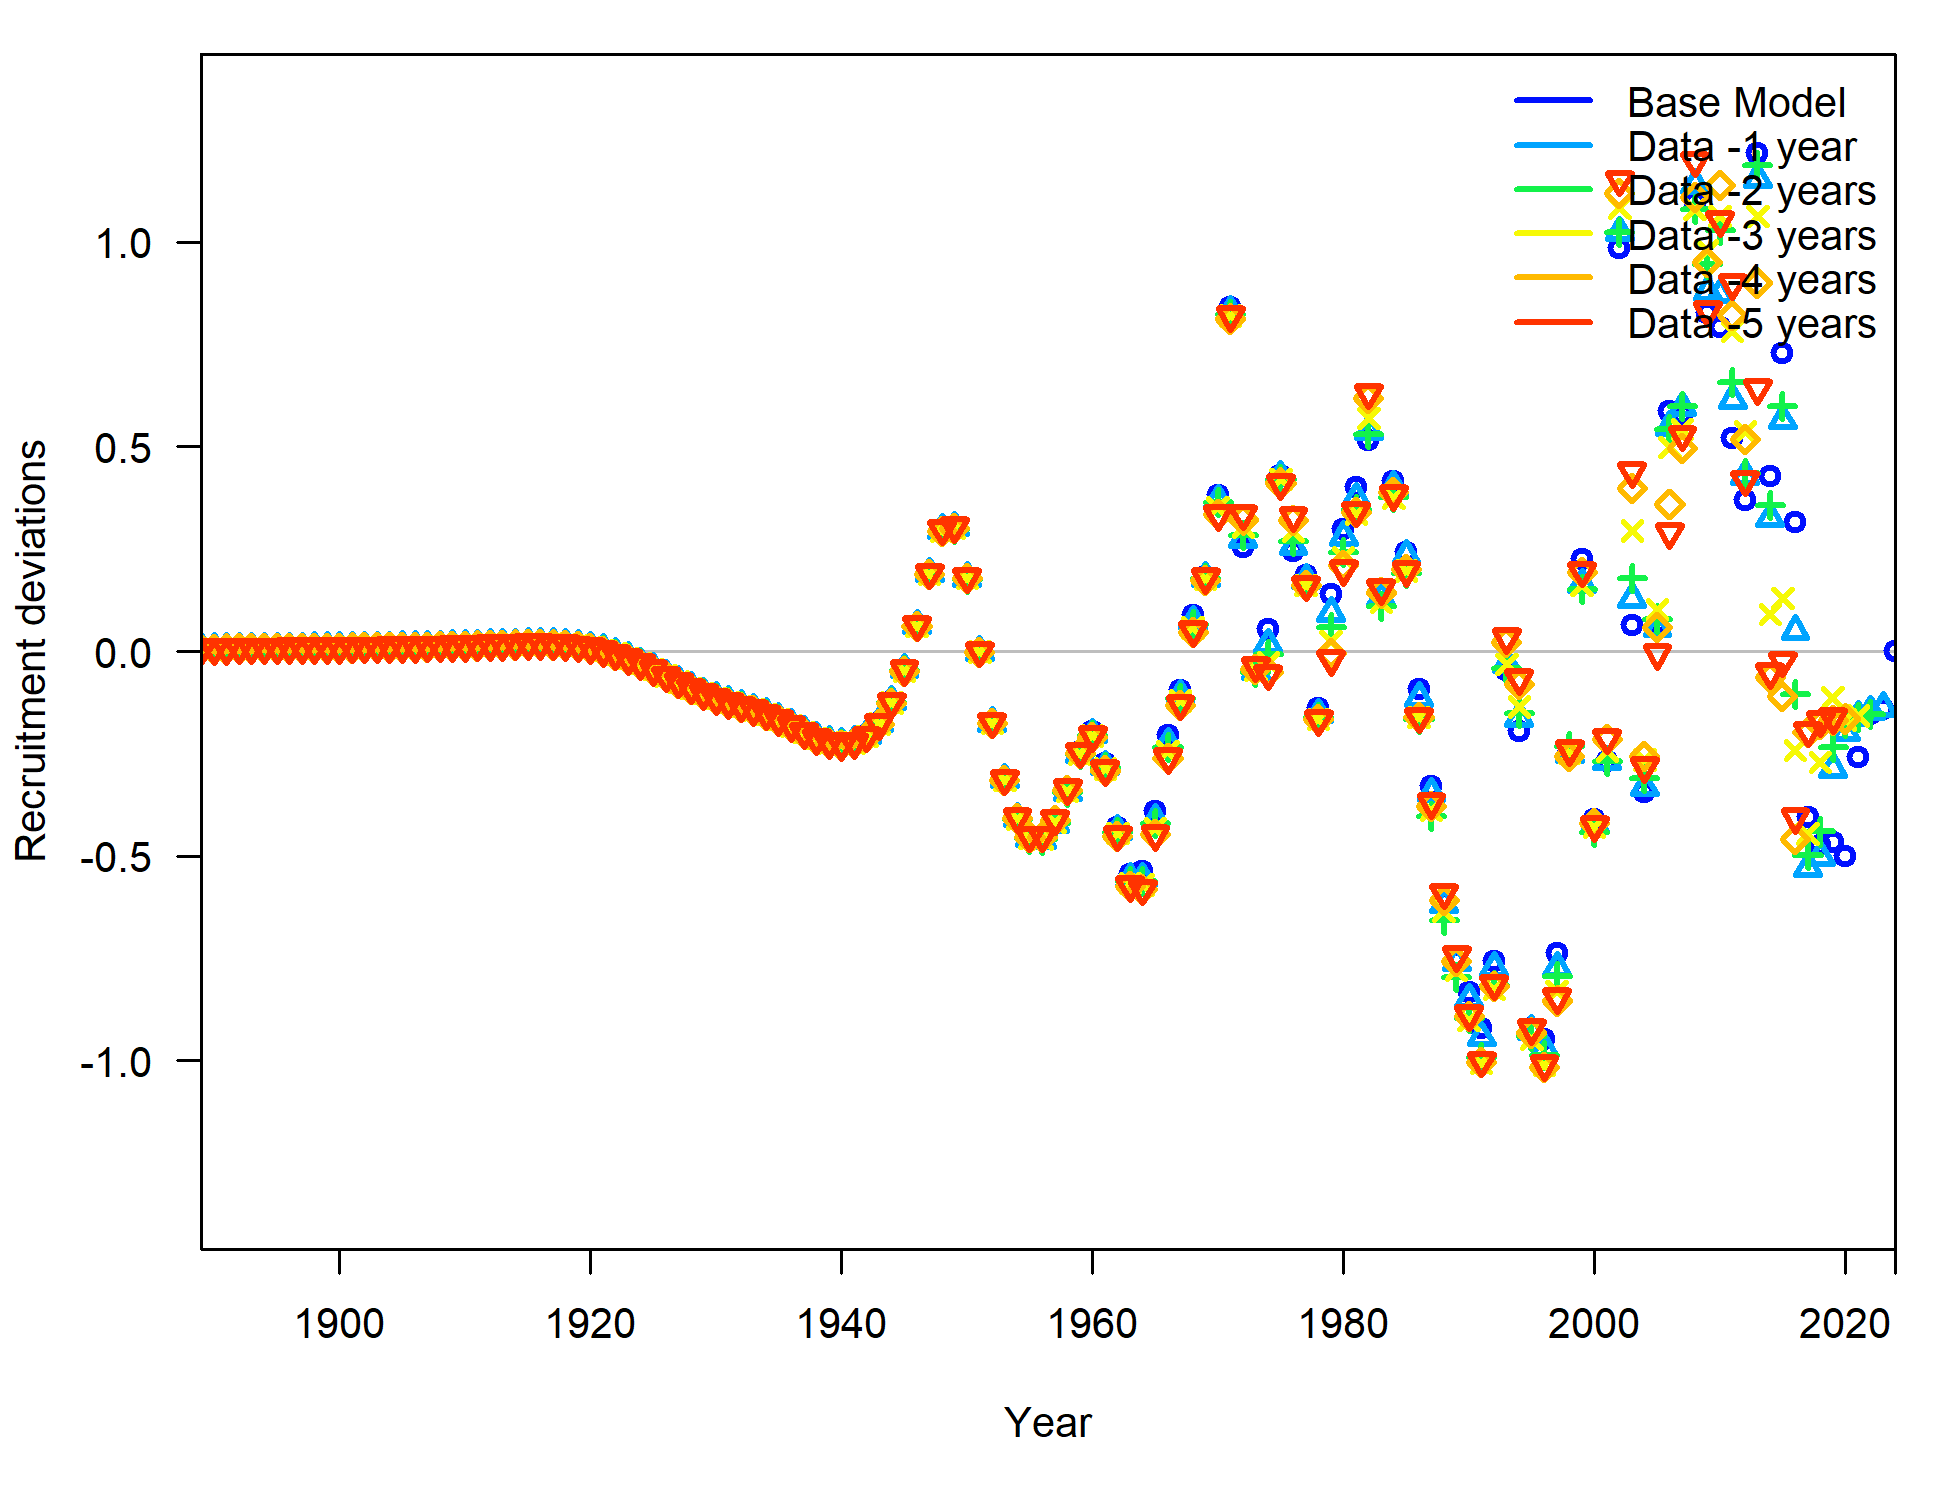 Base Model
Data -1 year
Data -2 years
Data -3 years
Data -4 years
Data -5 years
1.0
0.5
0.0
-0.5
-1.0
Recruitment deviations
1900 1920 1940 1960 1980 2000 2020
Year